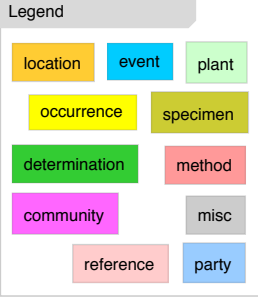 Legend
location event plant
occurrence specimen
determination method
community misc
reference party